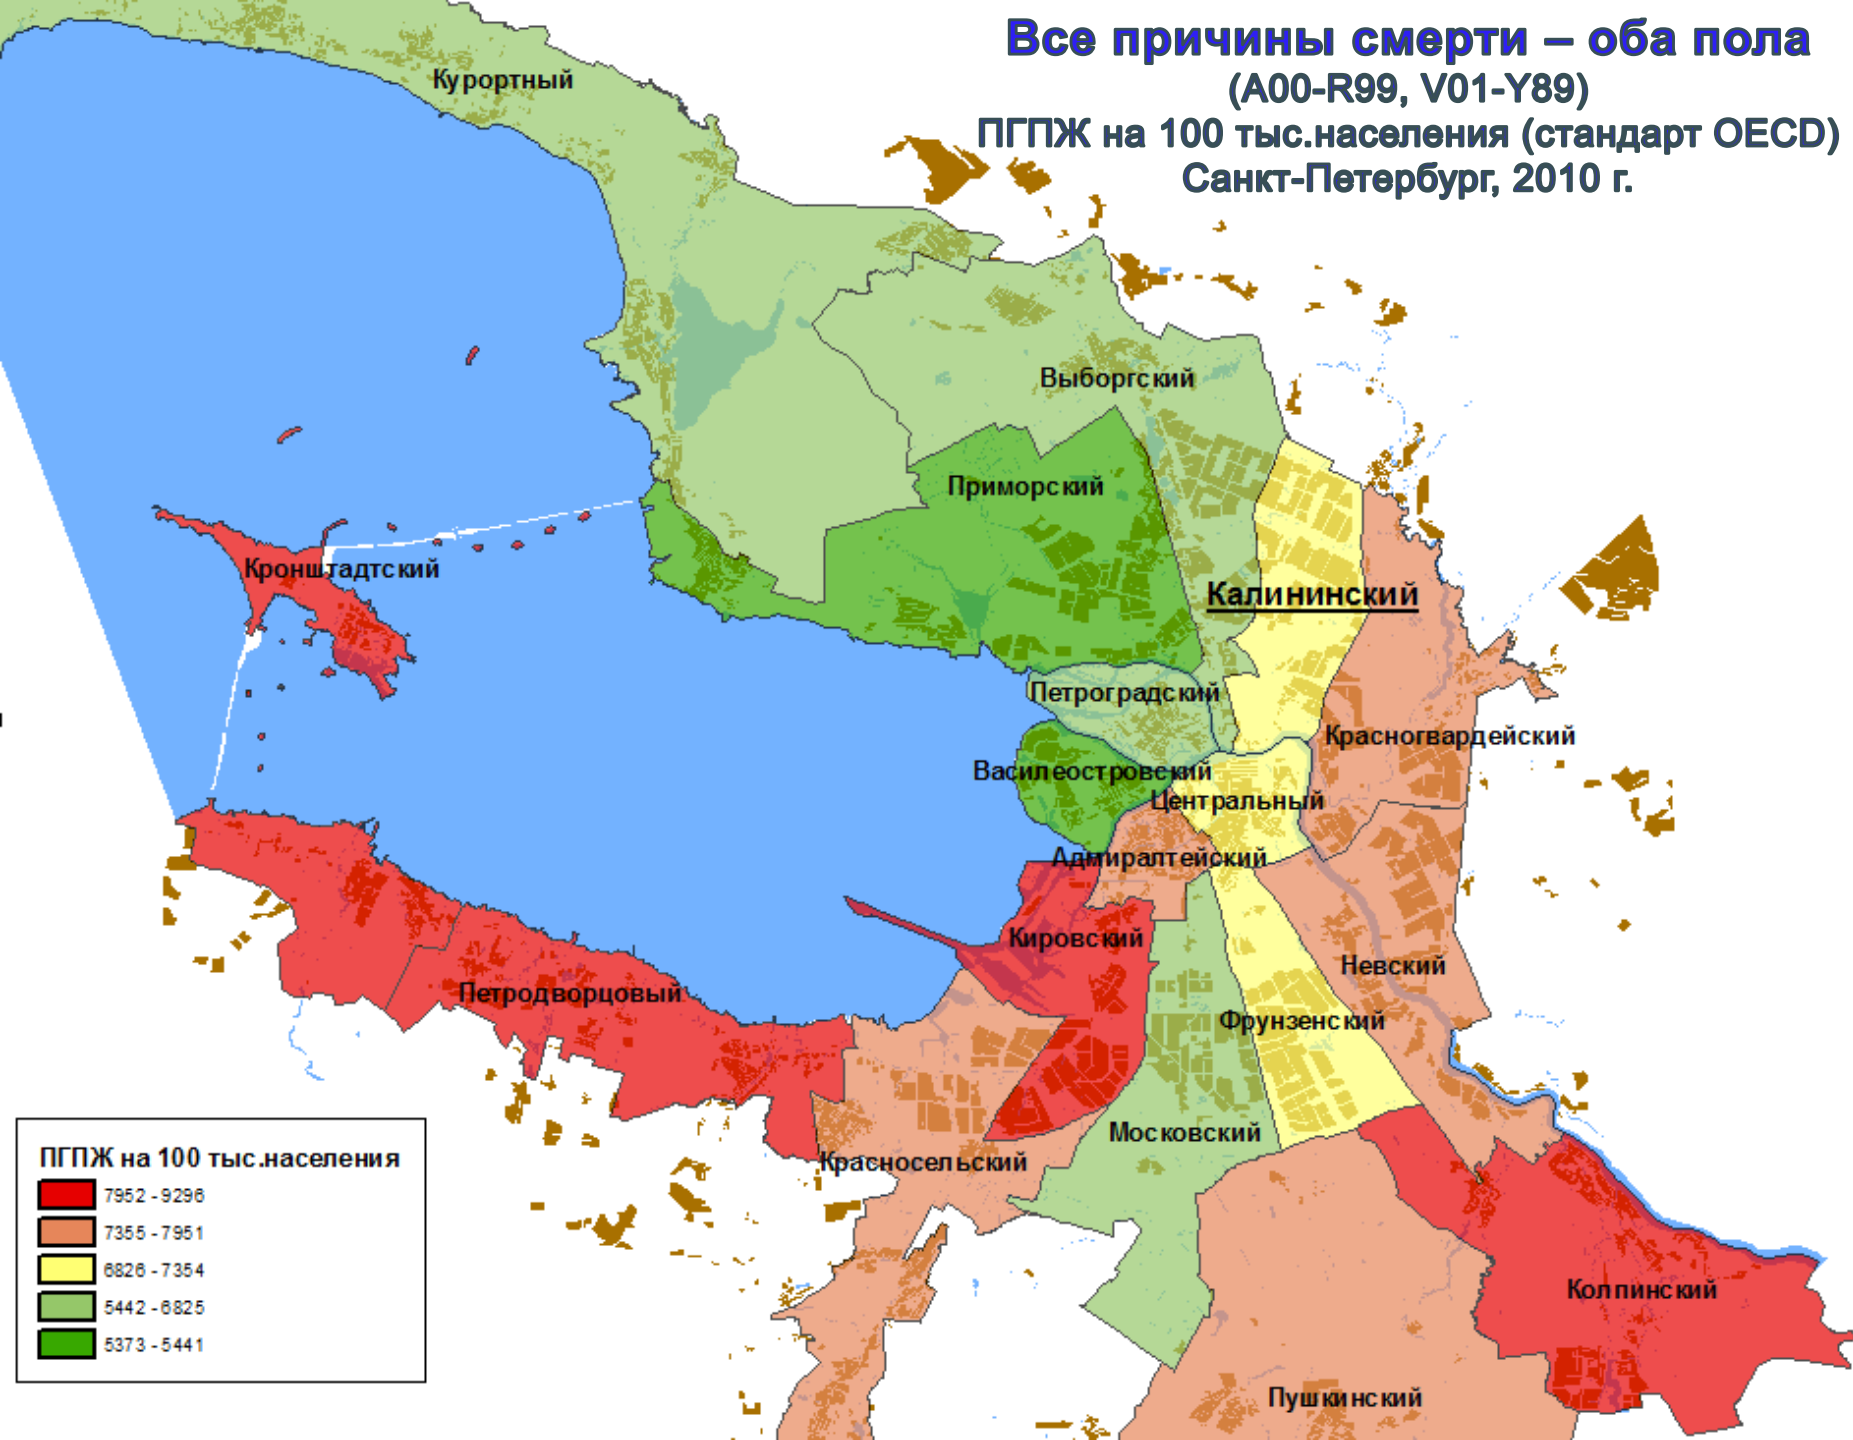 Все причины смерти – оба пола
(A00-R99, V01-Y89)
ПГПЖ на 100 тыс.населения (стандарт OECD)
Санкт-Петербург, 2010 г.
Курортный
Выборгский
Приморский
Кронштадтский
Калининский
Петроградский
Красногвардейский
Василеостровский
Центральный
Адмиралтейский
Кировский
Невский
Петродворцовый
Фрунзенский
Московский
Красносельский
Колпинский
Пушкинский
ПГПЖ на 100 тыс.населения
7952 - 9296
7355 - 7951
6826 - 7354
5442 - 6825
5373 - 5441